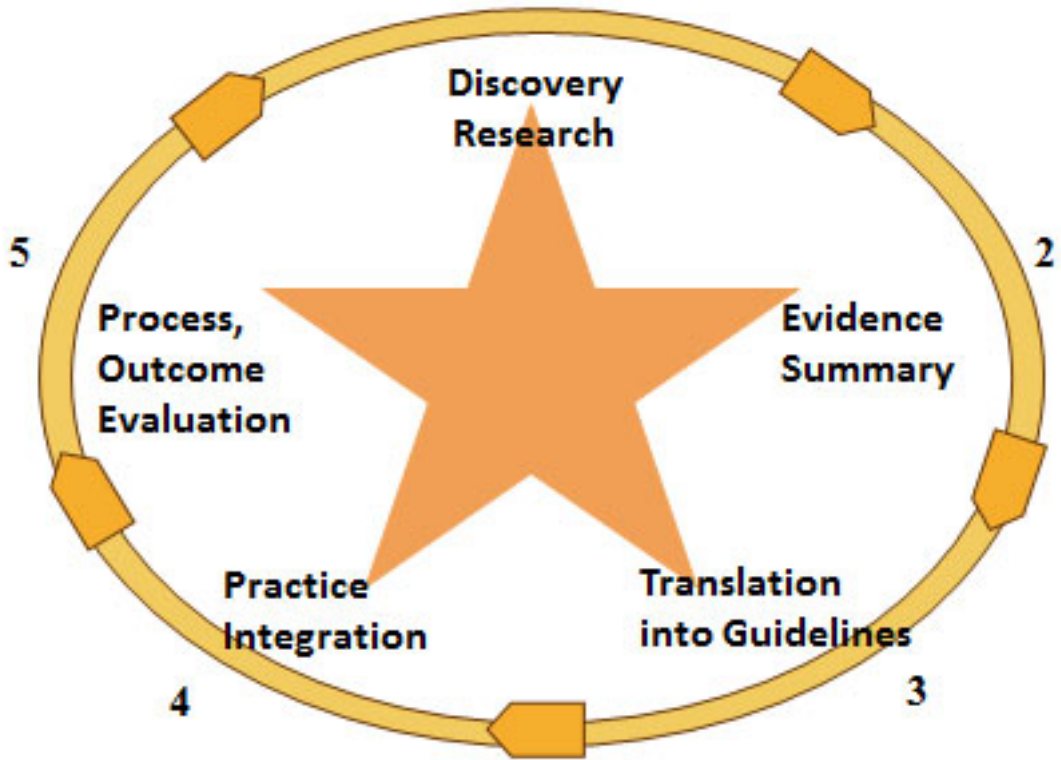 Discovery
Research
2
Evidence
Summary
Translation
into Guidelines
3
Practice
Integration
4
5
Process,
Outcome
Evaluation